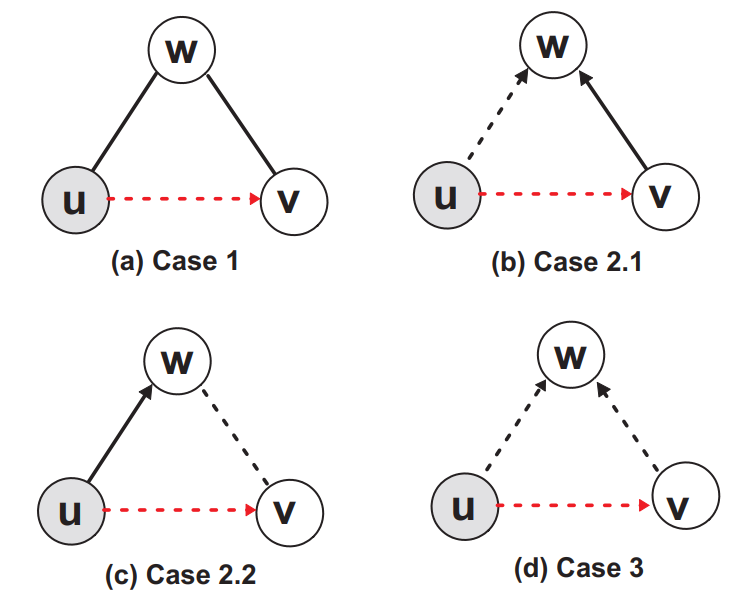 w
w
u
v
u
v
(a) Case 1
(b) Case 2.1
w
w
u
v
u
v
(c) Case 2.2
(d) Case 3